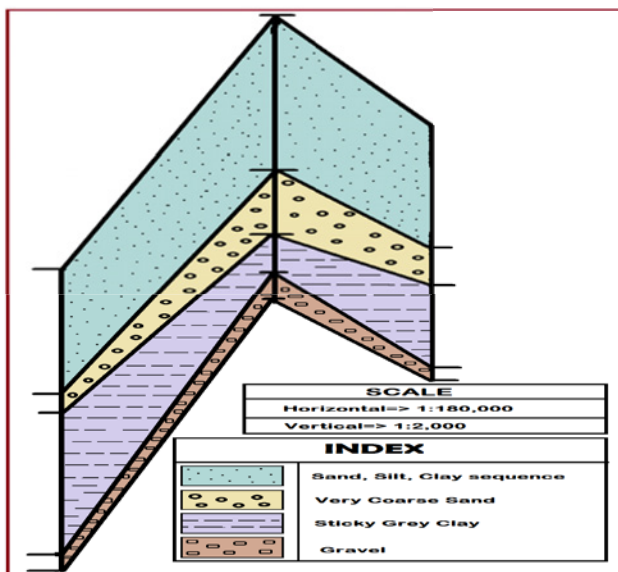 SCALE
Horizontal=> 1:180,000
Vertical=> 1:2,000
INDEX
Sand, Silt, Clay sequence
Very Coarse Sand
Sticky Grey Clay
Gravel